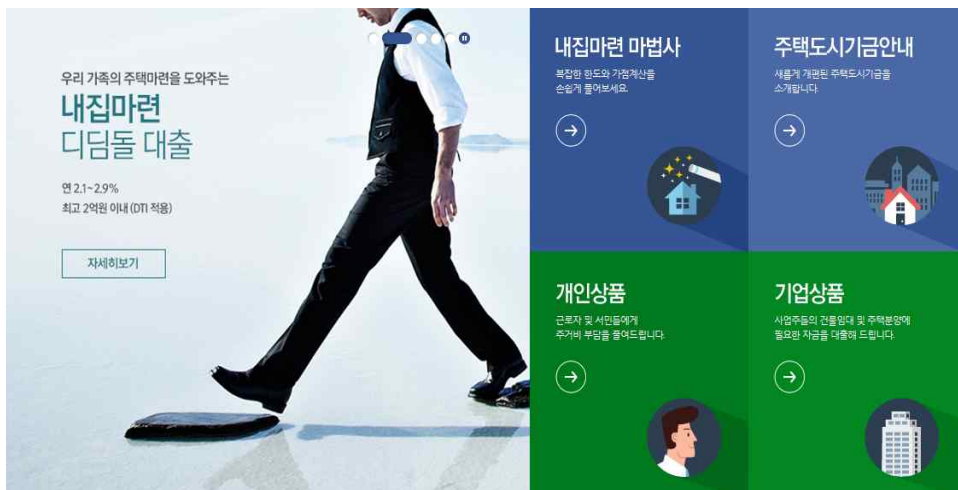 우리 가족의 주택마련을 도와주는
내집마련
디딤돌 대출
연 2.1~2.9%
최고 2억원 이내 (DTI 적용)
자세히보기
내집마련 마법사
복잡한 한도와 가점계산을
손쉽게 풀어보세요.
주택도시기금안내
새롭게 개편된 주택도시기금을
소개합니다.
개인상품
근로자 및 서민들에게
주거비 부담을 줄여드립니다.
기업상품
사업주들의 건물임대 및 주택분양에
필요한 자금을 대출해 드립니다.